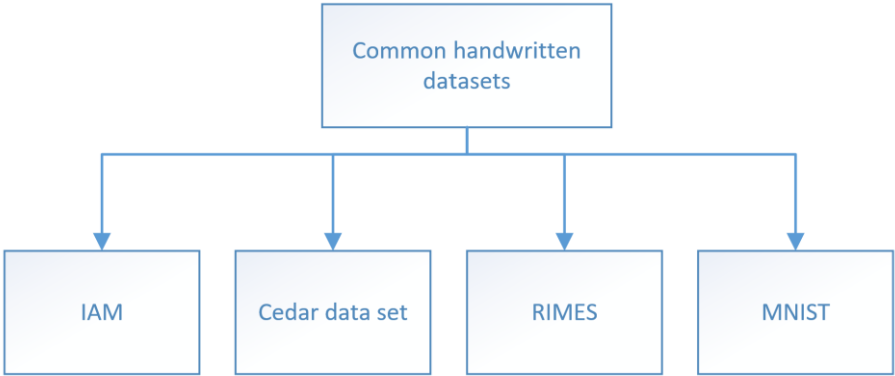 Common handwritten
datasets
IAM
Cedar data set
RIMES
MNIST